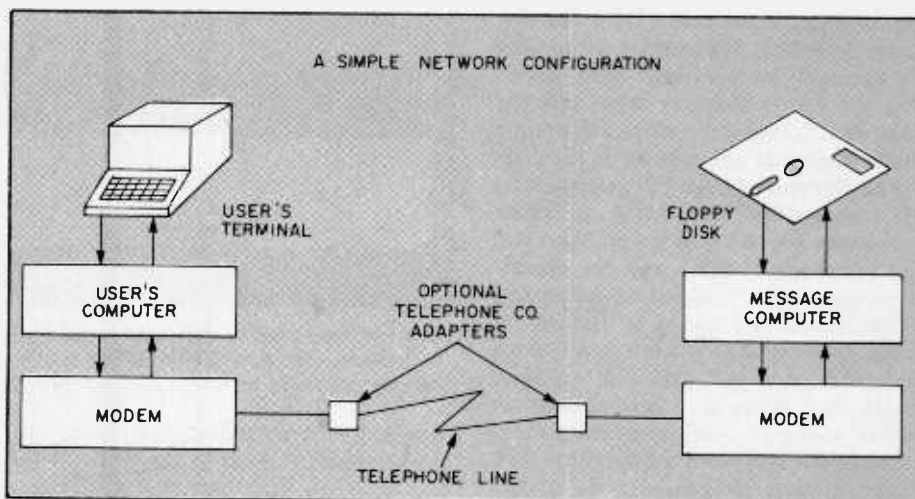 A SIMPLE NETWORK CONFIGURATION
USER'S
TERMINAL
FLOPPY
DISK
USER'S
COMPUTER
OPTIONAL
TELEPHONE CO.
ADAPTERS
MESSAGE
COMPUTER
MODEM
MODEM
TELEPHONE LINE